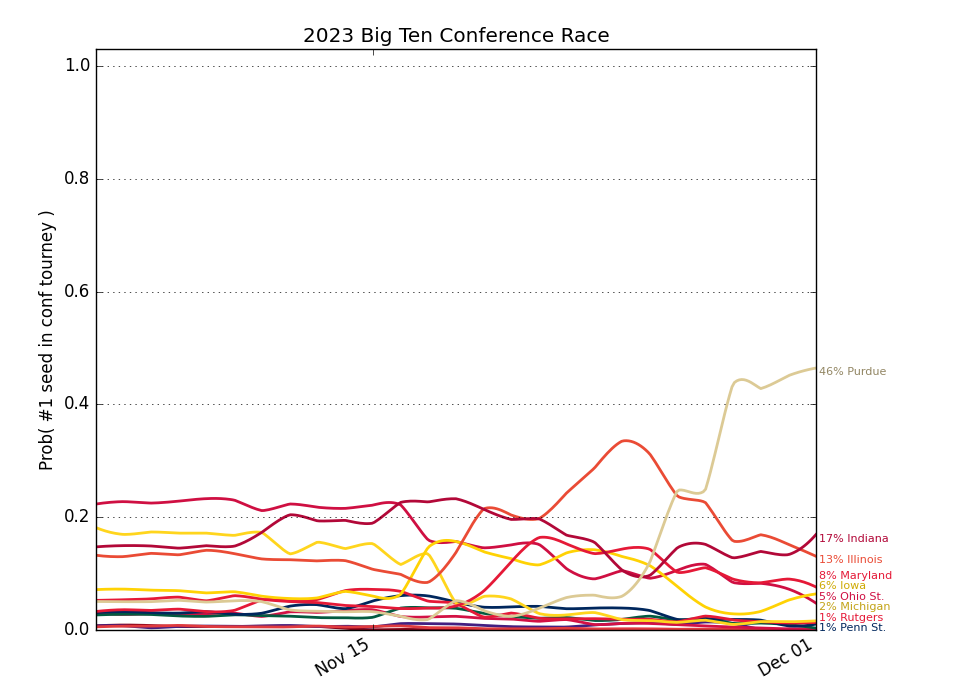 2023 Big Ten Conference Race
Prob( #1 seed in conf tourney )
1.0
0.8
0.6
0.4
0.2
0.0
Nov 15
Dec 01
46% Purdue
17% Indiana
13% Illinois
8% Maryland
6% Iowa
5% Ohio St.
2% Michigan
1% Rutgers
1% Penn St.